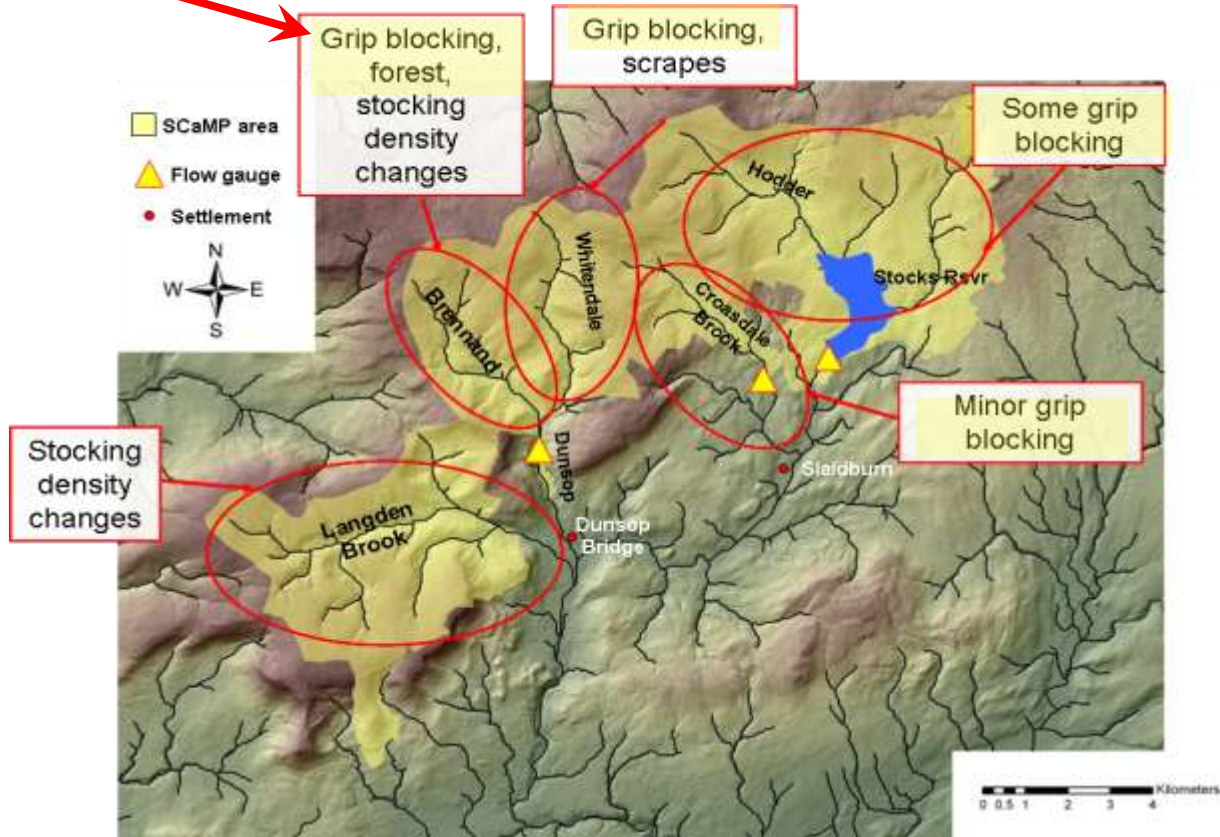 Grip blocking,
forest,
stocking
density
changes
Grip blocking,
scrapes
Some grip
blocking
SCaMP area
Flow gauge
Settlement
N
W
E
S
Hodder
Whitendale
Stocks Rsvr
Croasdale
Brook
Brennand
Minor grip
blocking
Dunsop
Slaidburn
Stocking
density
changes
Langden
Brook
Dunsop
Bridge
Kilometers
0 0.5 1 2 3 4